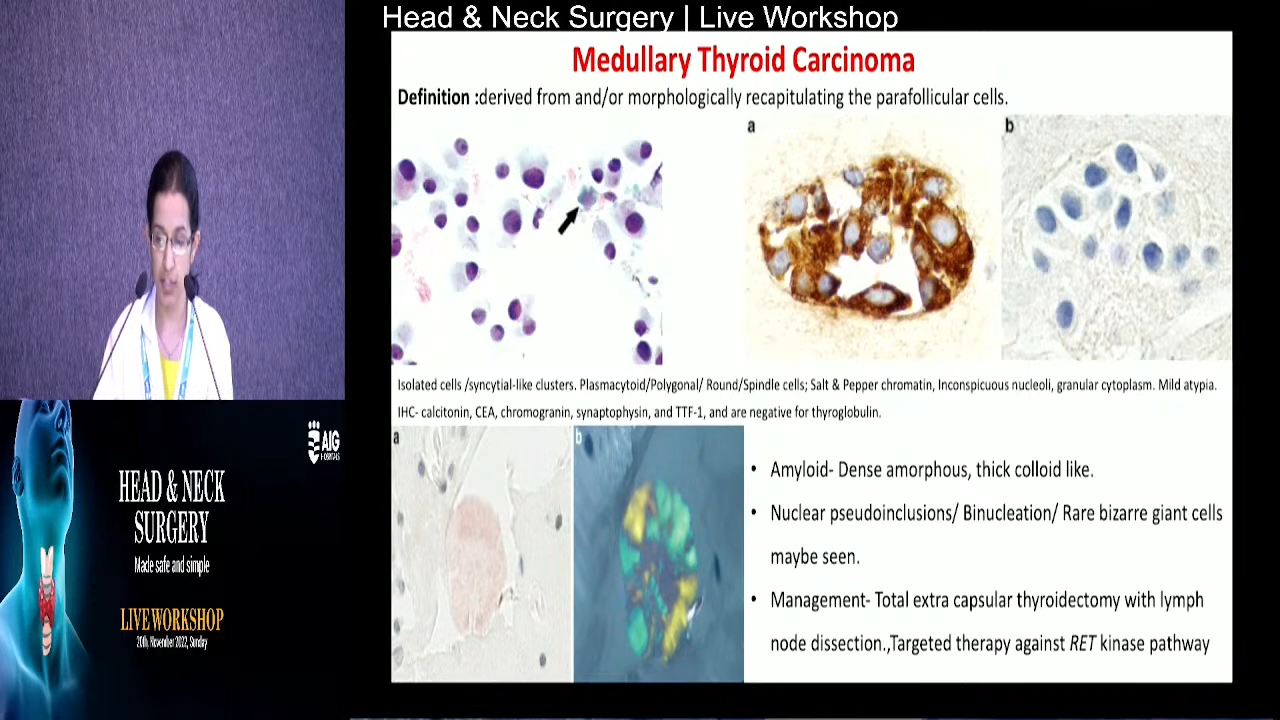 Head & Neck Surgery | Live Workshop
Medullary Thyroid Carcinoma
Definition :derived from and/or morphologically recapitulating the parafollicular cells.
a
b
Isolated cells /syncytial-like clusters. Plasmacytoid/Polygonal/ Round/Spindle cells; Salt & Pepper chromatin, Inconspicuous nucleoli, granular cytoplasm. Mild atypia.
IHC- calcitonin, CEA, chromogranin, synaptophysin, and TTF-1, and are negative for thyroglobulin.
a
b
• Amyloid- Dense amorphous, thick colloid like.
• Nuclear pseudoinclusions/ Binucleation/ Rare bizarre giant cells
maybe seen.
• Management- Total extra capsular thyroidectomy with lymph
node dissection.,Targeted therapy against RET kinase pathway
AIG
HOSPITALS
HEAD & NECK
SURGERY
Made safe and simple
LIVE WORKSHOP
20th, November 2022, Sunday